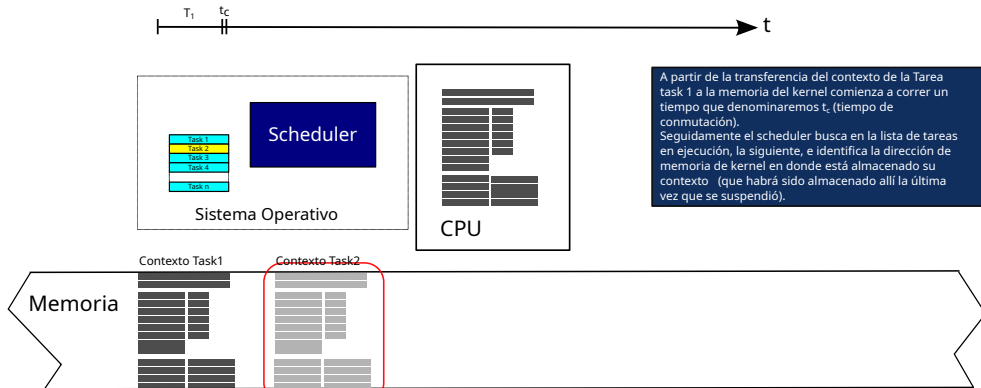 T₁
tc
t
A partir de la transferencia del contexto de la Tarea
task 1 a la memoria del kernel comienza a correr un
tiempo que denominaremos tc (tiempo de
conmutación).
Seguidamente el scheduler busca en la lista de tareas
en ejecución, la siguiente, e identifica la dirección de
memoria de kernel en donde está almacenado su
contexto (que habrá sido almacenado allí la última
vez que se suspendió).
Scheduler
Task 1
Task 2
Task 3
Task 4
Task n
Sistema Operativo
CPU
Contexto Task1
Contexto Task2
Memoria